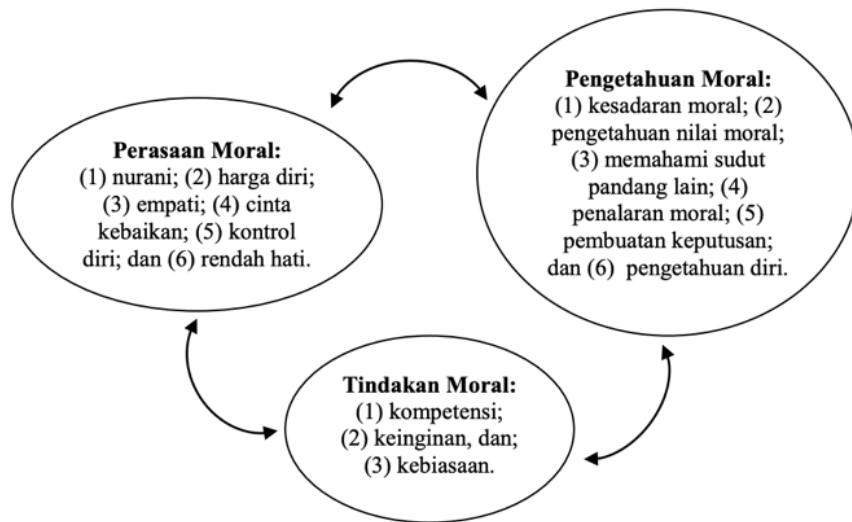 Perasaan Moral:
(1) nurani; (2) harga diri;
(3) empati; (4) cinta
kebaikan; (5) kontrol
diri; dan (6) rendah hati.
Pengetahuan Moral:
(1) kesadaran moral; (2)
pengetahuan nilai moral;
(3) memahami sudut
pandang lain; (4)
penalaran moral; (5)
pembuatan keputusan;
dan (6) pengetahuan diri.
Tindakan Moral:
(1) kompetensi;
(2) keinginan, dan;
(3) kebiasaan.